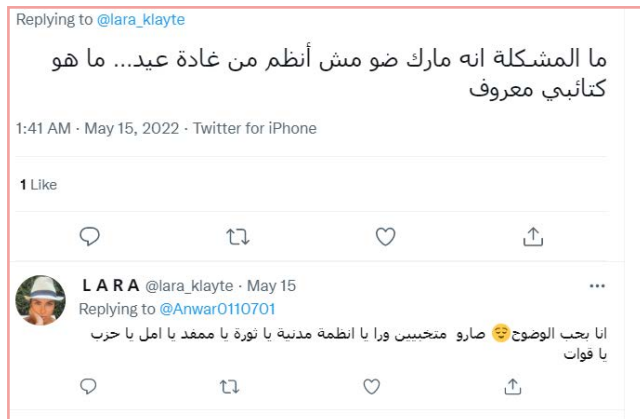 Replying to @lara_klayte
ما المشكلة انه مارك ضو مش أنظم من غادة عيد... ما هو
كتائبي معروف
1:41 AM · May 15, 2022 · Twitter for iPhone
1 Like
L A R A @lara_klayte · May 15
Replying to @Anwar0110701
انا بحب الوضوح😌 صارو متخبيين ورا يا انظمة مدنية يا ثورة يا ممفد يا امل يا حزب
يا قوات